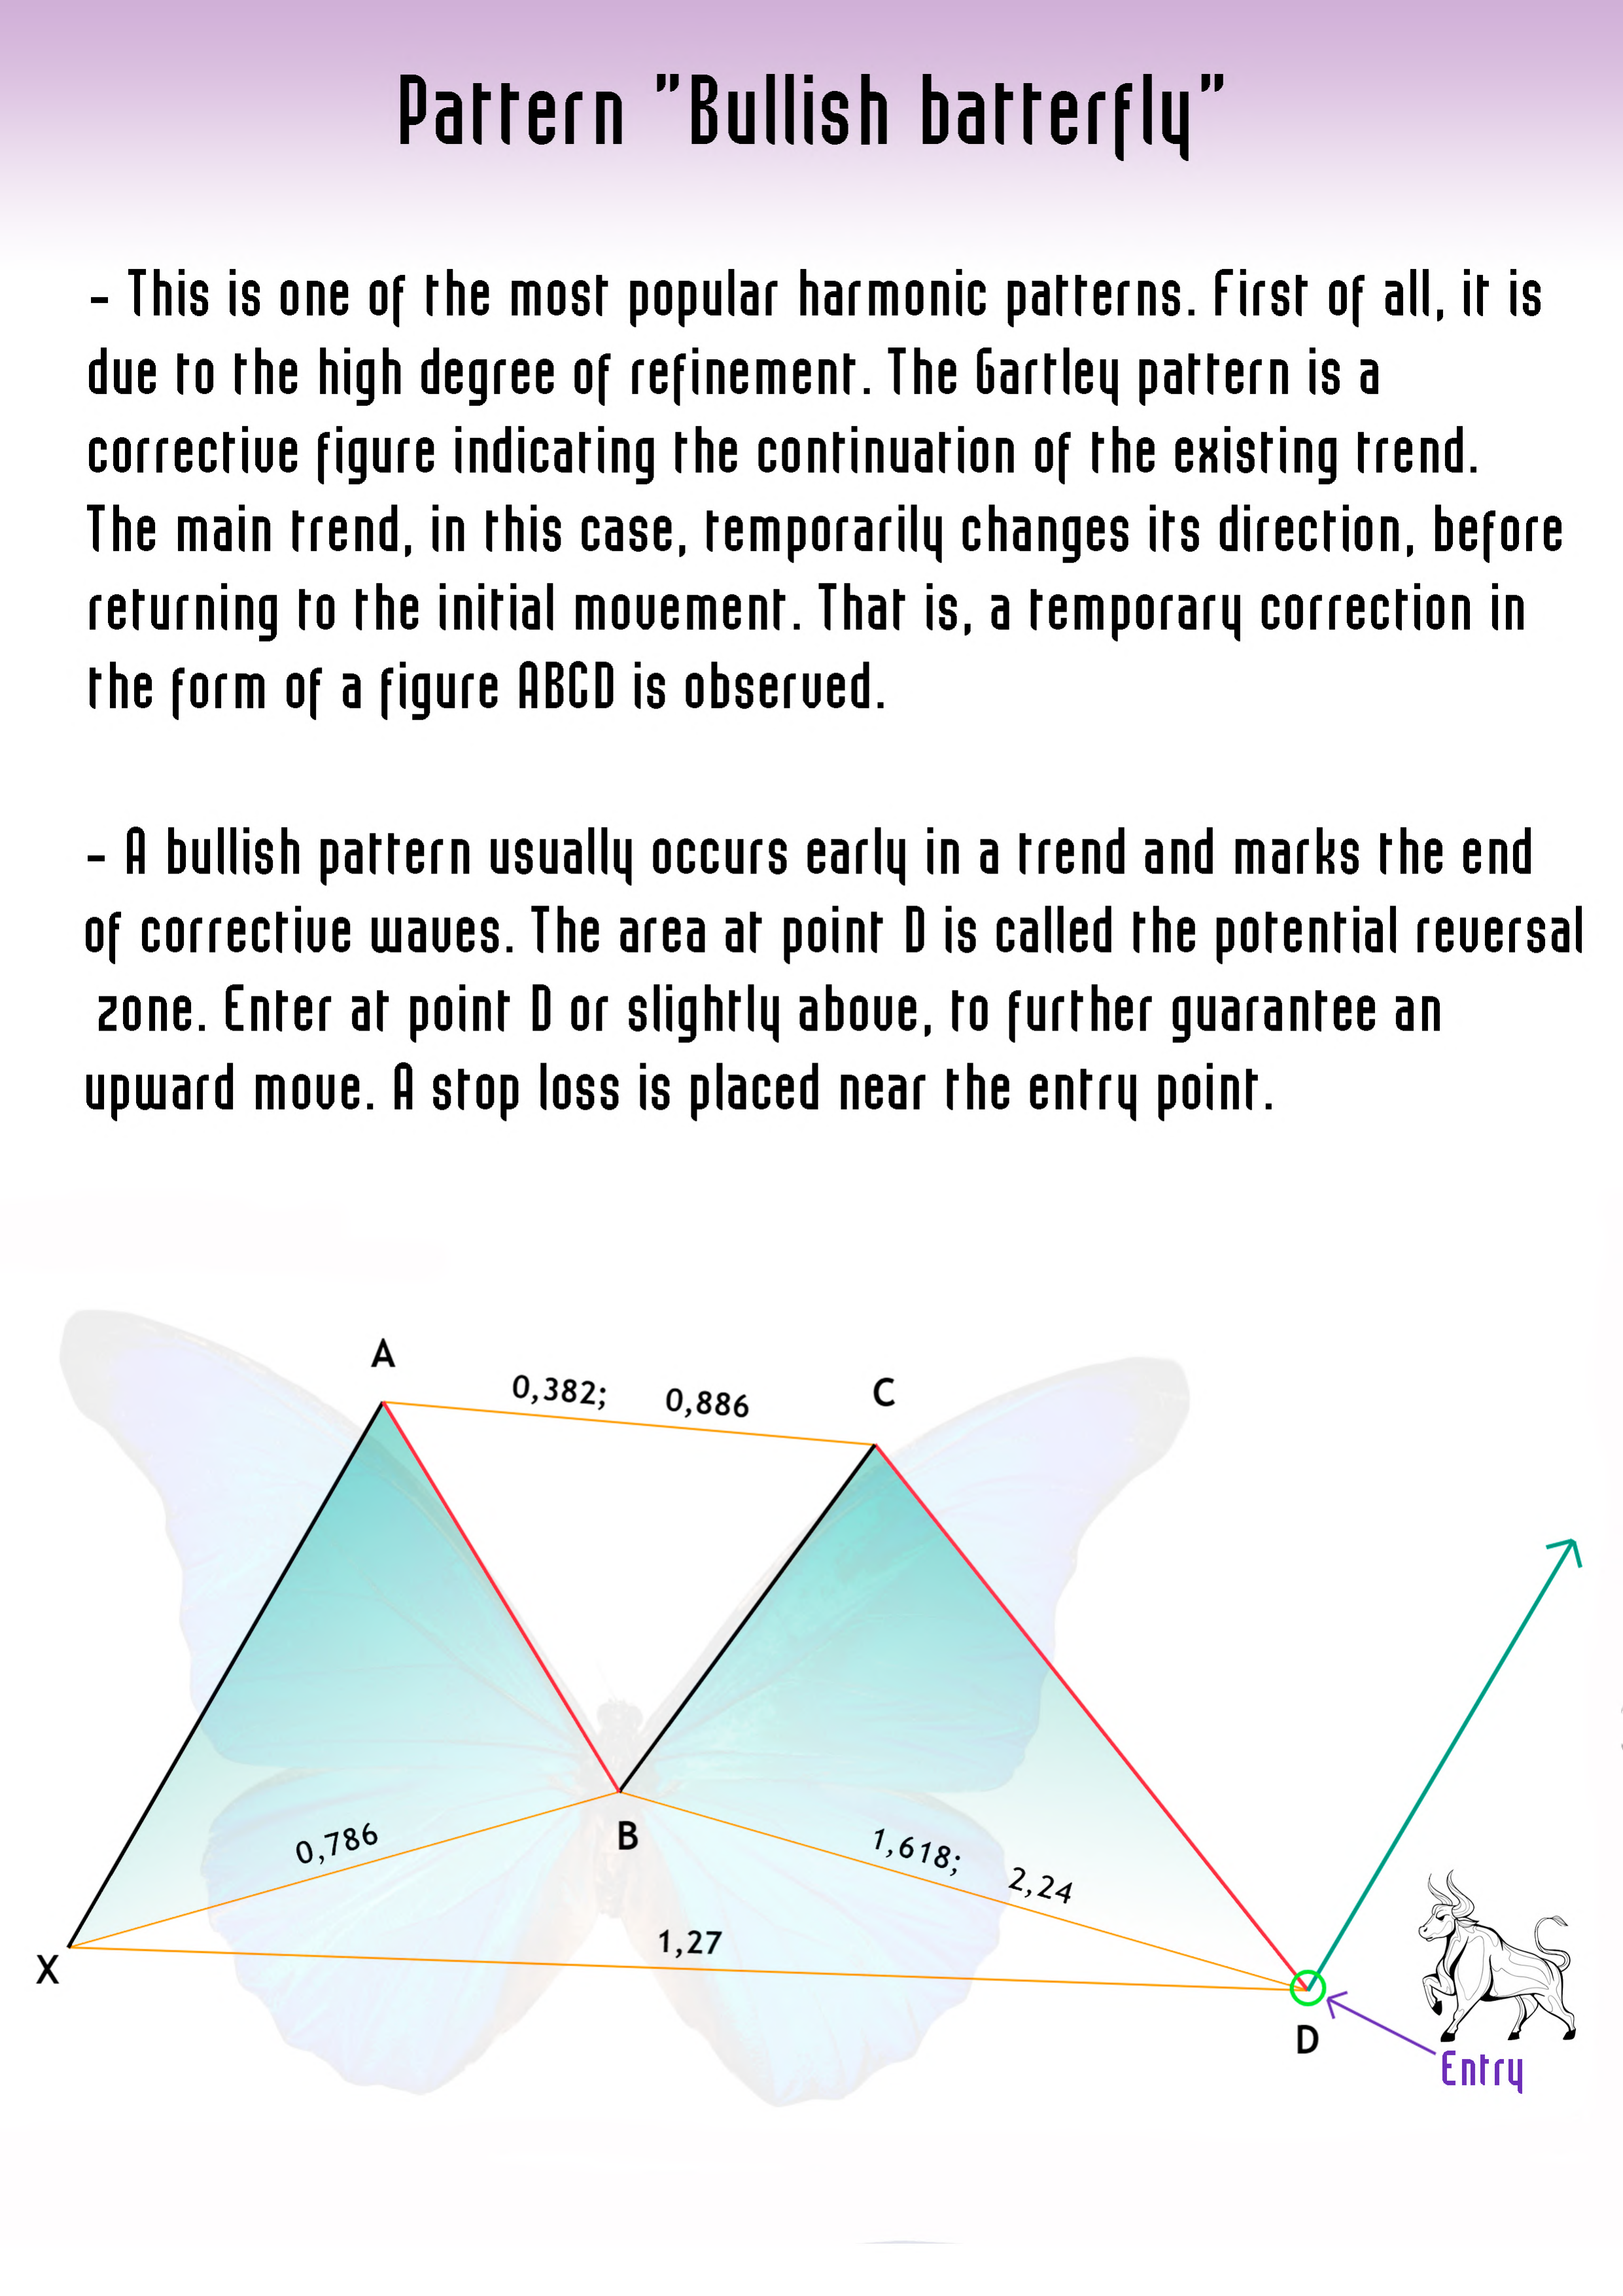 Pattern "Bullish batterfly"
- This is one of the most popular harmonic patterns. First of all, it is
due to the high degree of refinement. The Gartley pattern is a
corrective figure indicating the continuation of the existing trend.
The main trend, in this case, temporarily changes its direction, before
returning to the initial movement. That is, a temporary correction in
the form of a figure ABCD is observed.
- A bullish pattern usually occurs early in a trend and marks the end
of corrective waves. The area at point D is called the potential reversal
zone. Enter at point D or slightly above, to further guarantee an
upward move. A stop loss is placed near the entry point.
A
0,382; 0,886
C
0,786
B
1,618; 2,24
1,27
X
D
Entry